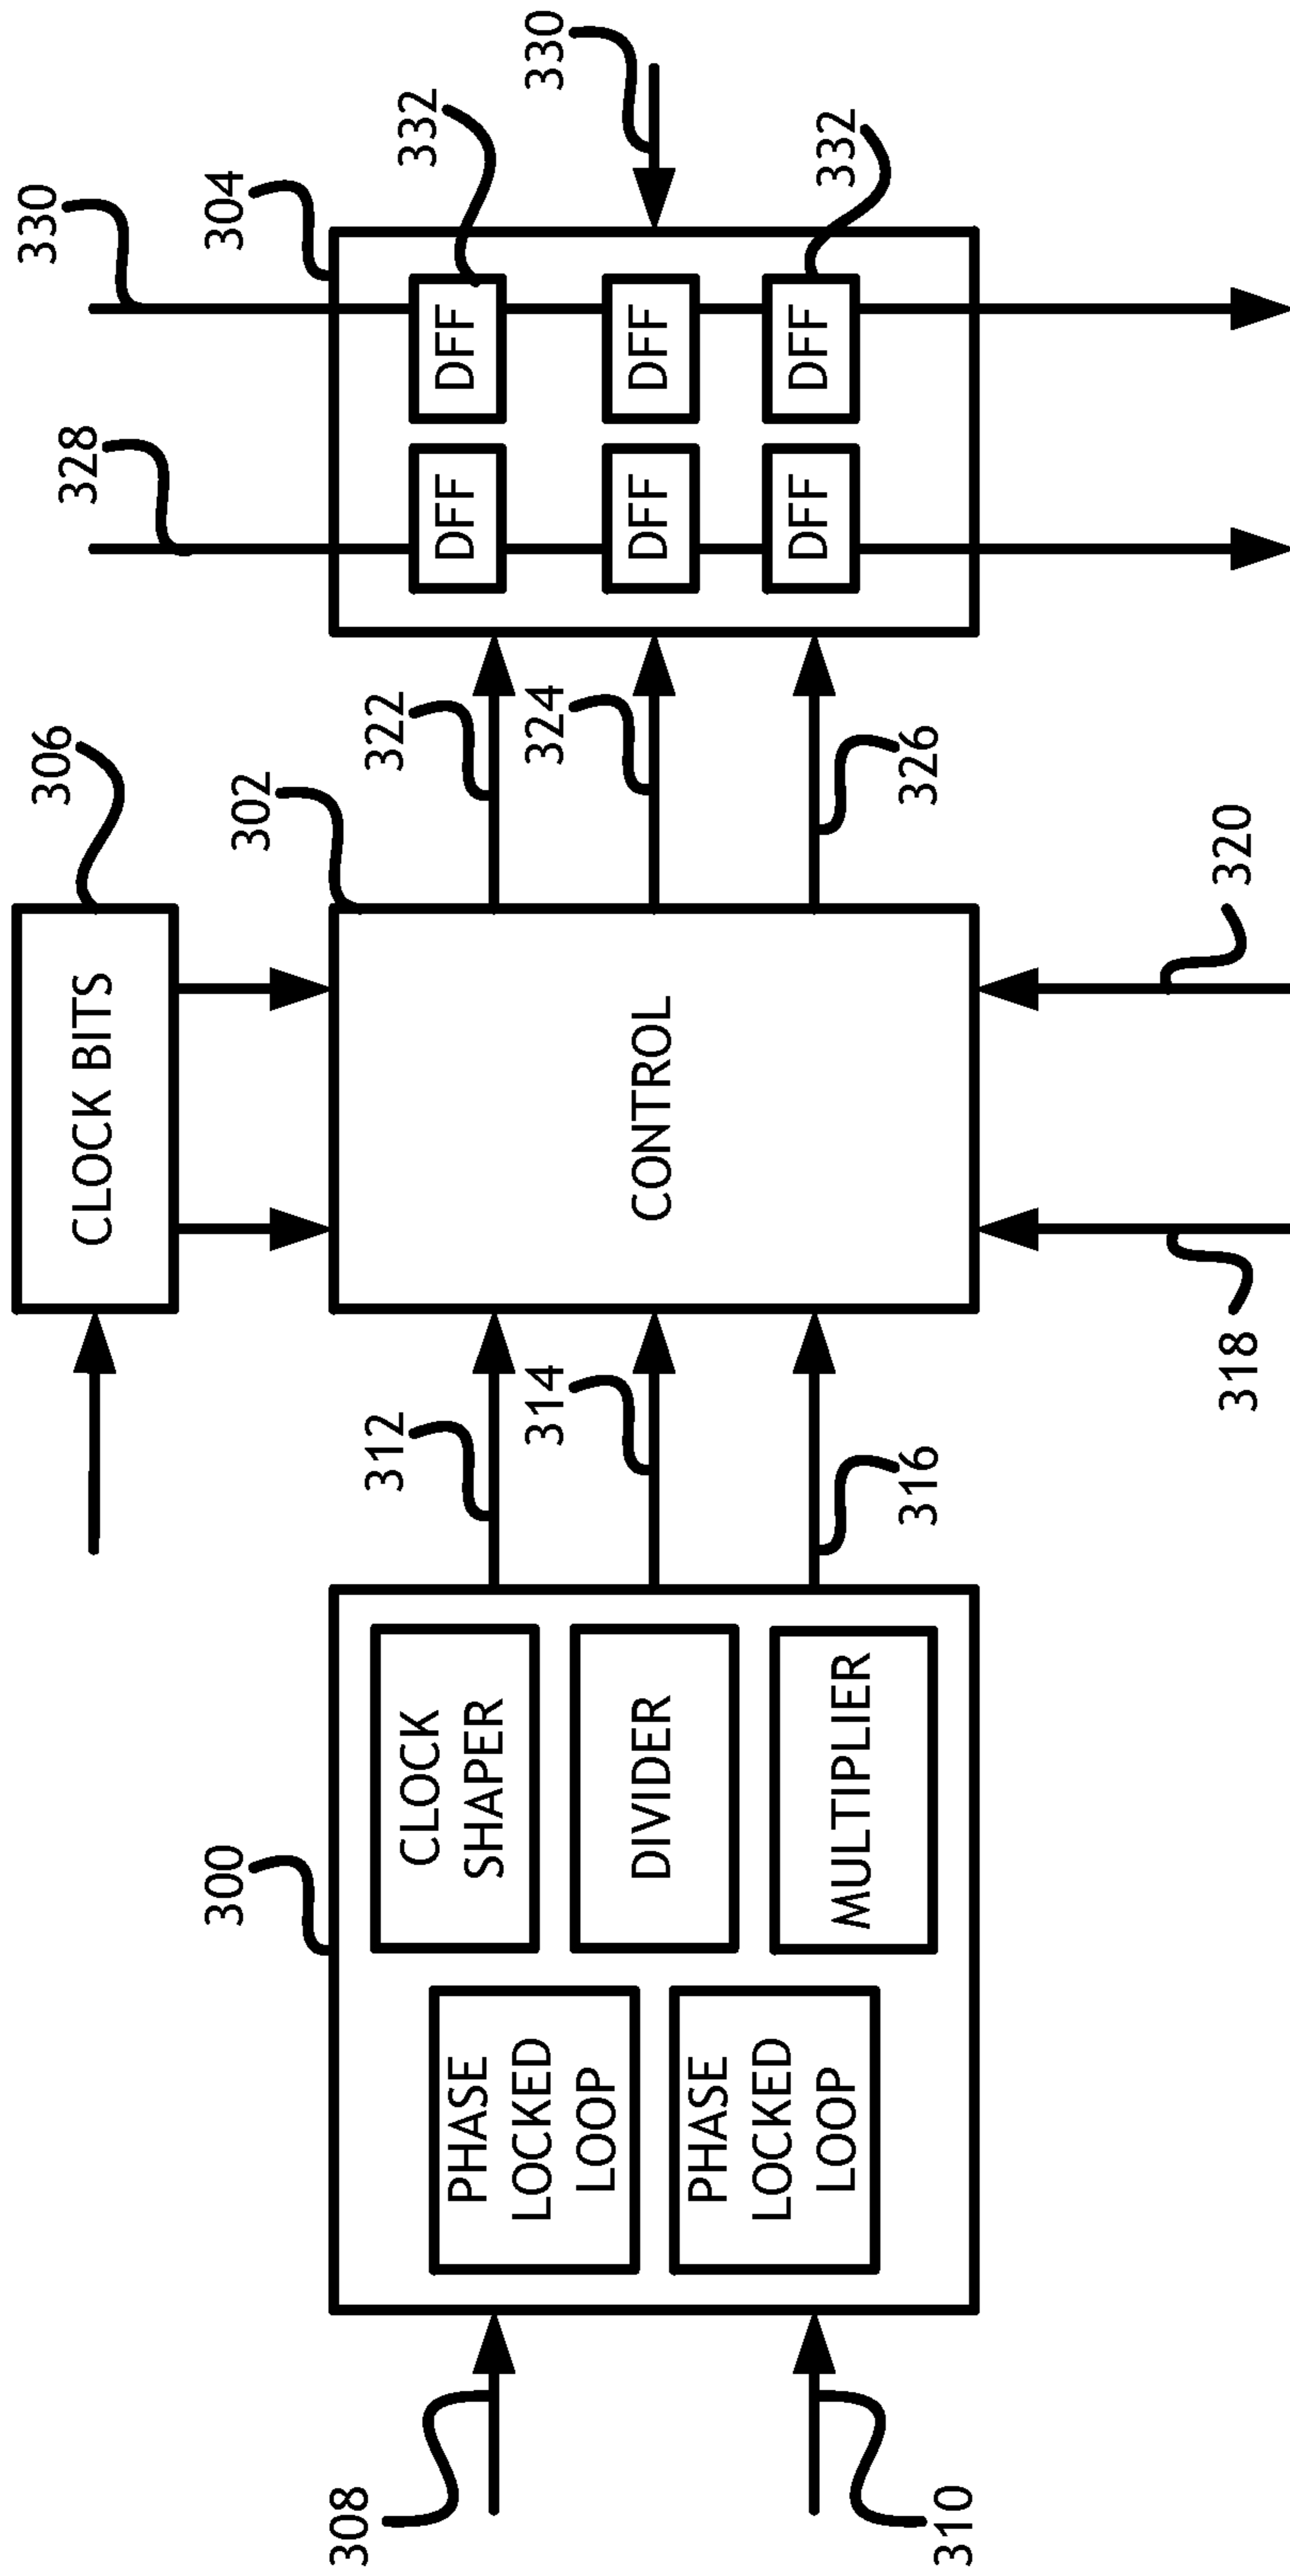 330
306
328
CLOCK BITS
300
302
304
308
312
322
332
CLOCK
SHAPER
PHASE
LOCKED
LOOP
DFF
DFF
314
324
330
DIVIDER
CONTROL
DFF
DFF
PHASE
LOCKED
LOOP
MULTIPLIER
DFF
DFF
332
310
316
326
318
320